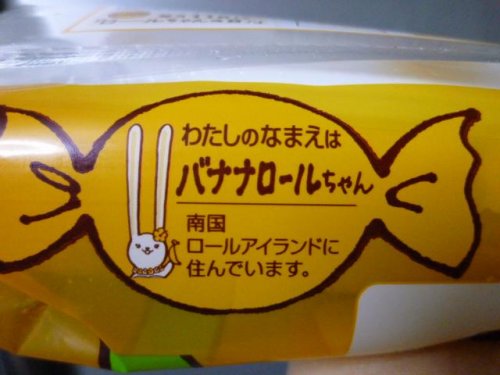 わたしのなまえは
バナナロールちゃん
南国
ロールアイランドに
住んでいます。